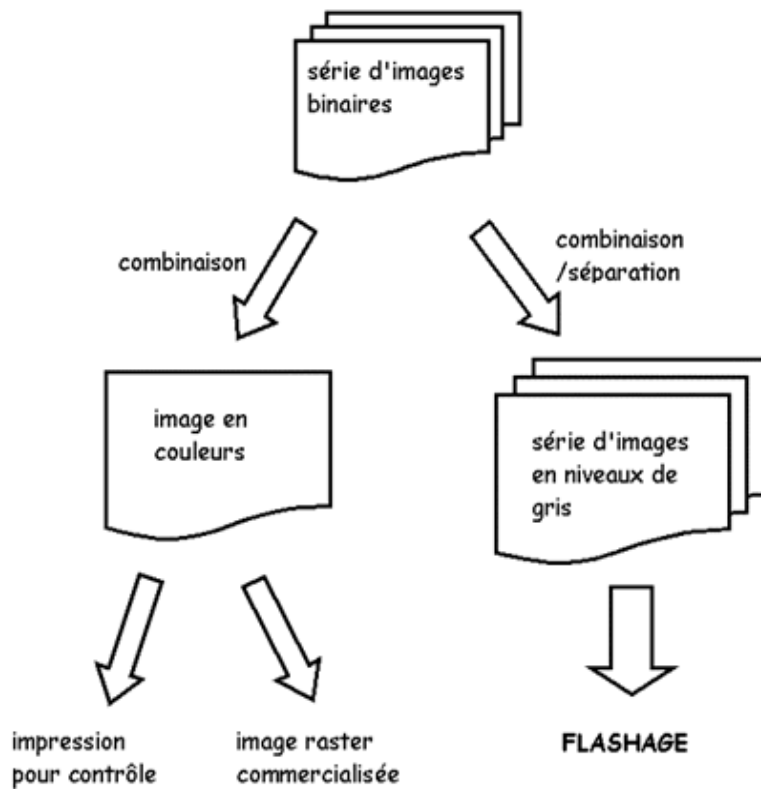 série d'images
binaires
combinaison
combinaison
/séparation
image en
couleurs
série d'images
en niveaux de
gris
impression
pour contrôle
image raster
commercialisée
FLASHAGE